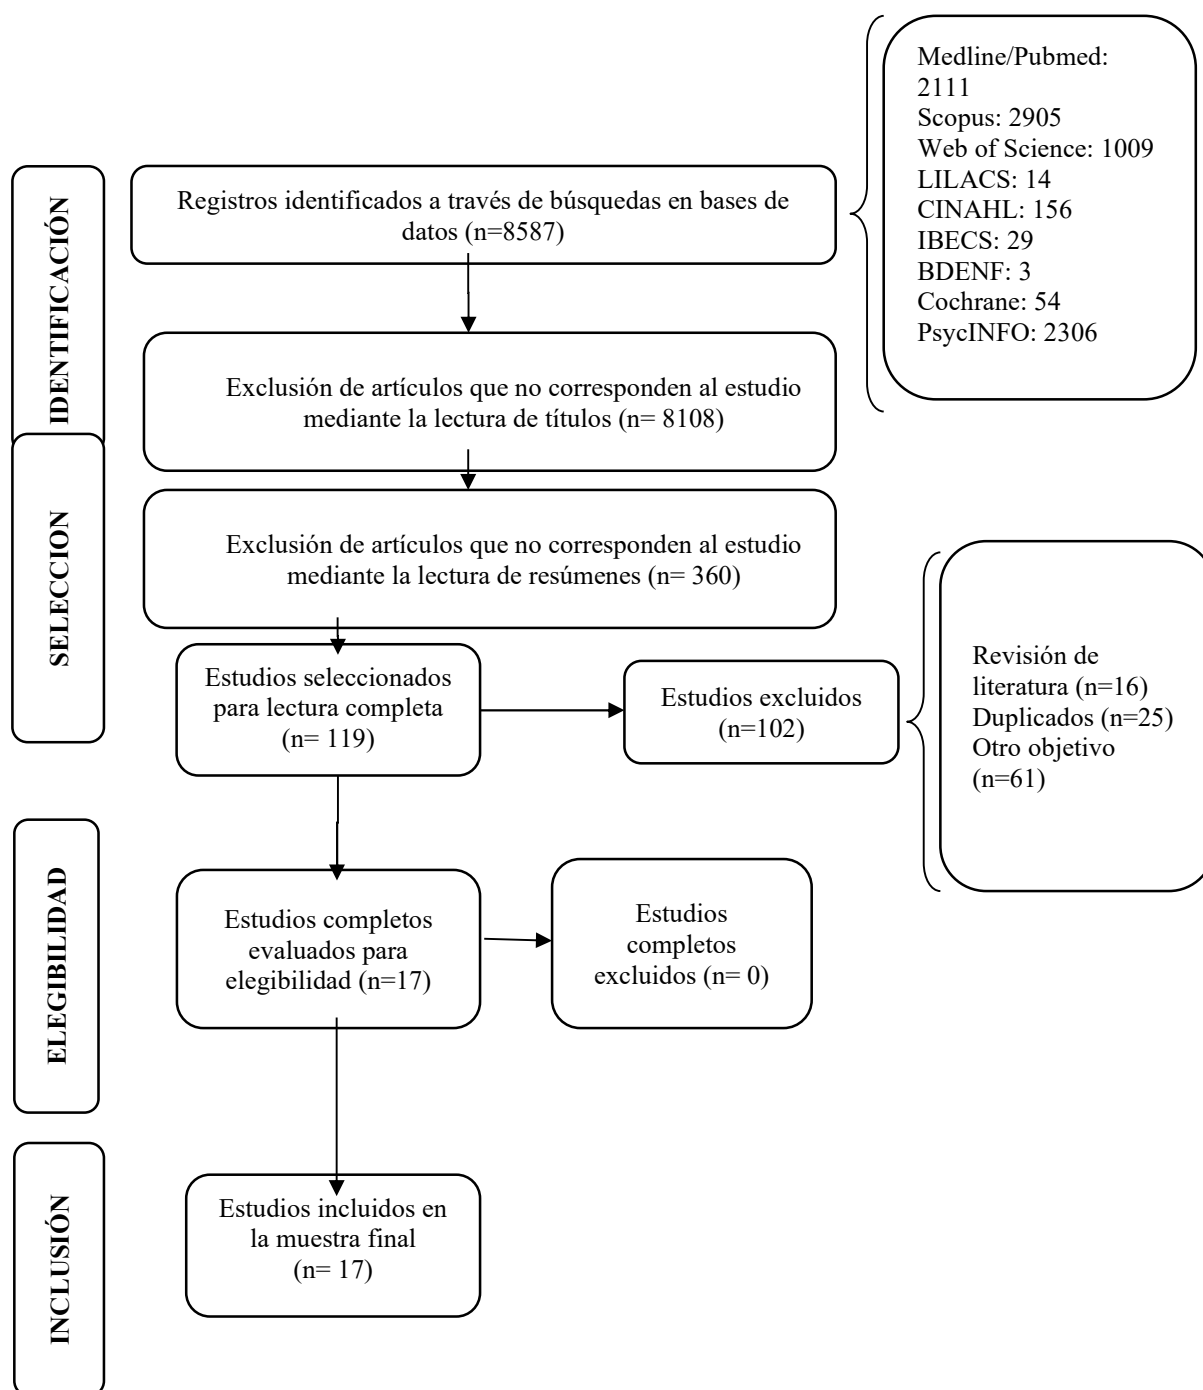 Medline/Pubmed:
2111
Scopus: 2905
Web of Science: 1009
LILACS: 14
CINAHL: 156
IBECS: 29
BDENF: 3
Cochrane: 54
PsycINFO: 2306
IDENTIFICACIÓN
Registros identificados a través de búsquedas en bases de
datos (n=8587)
Exclusión de artículos que no corresponden al estudio
mediante la lectura de títulos (n= 8108)
SELECCION
Exclusión de artículos que no corresponden al estudio
mediante la lectura de resúmenes (n= 360)
Estudios seleccionados
para lectura completa
(n= 119)
Estudios excluidos
(n=102)
Revisión de
literatura (n=16)
Duplicados (n=25)
Otro objetivo
(n=61)
ELEGIBILIDAD
Estudios completos
evaluados para
elegibilidad (n=17)
Estudios
completos
excluidos (n= 0)
INCLUSIÓN
Estudios incluidos en
la muestra final
(n= 17)